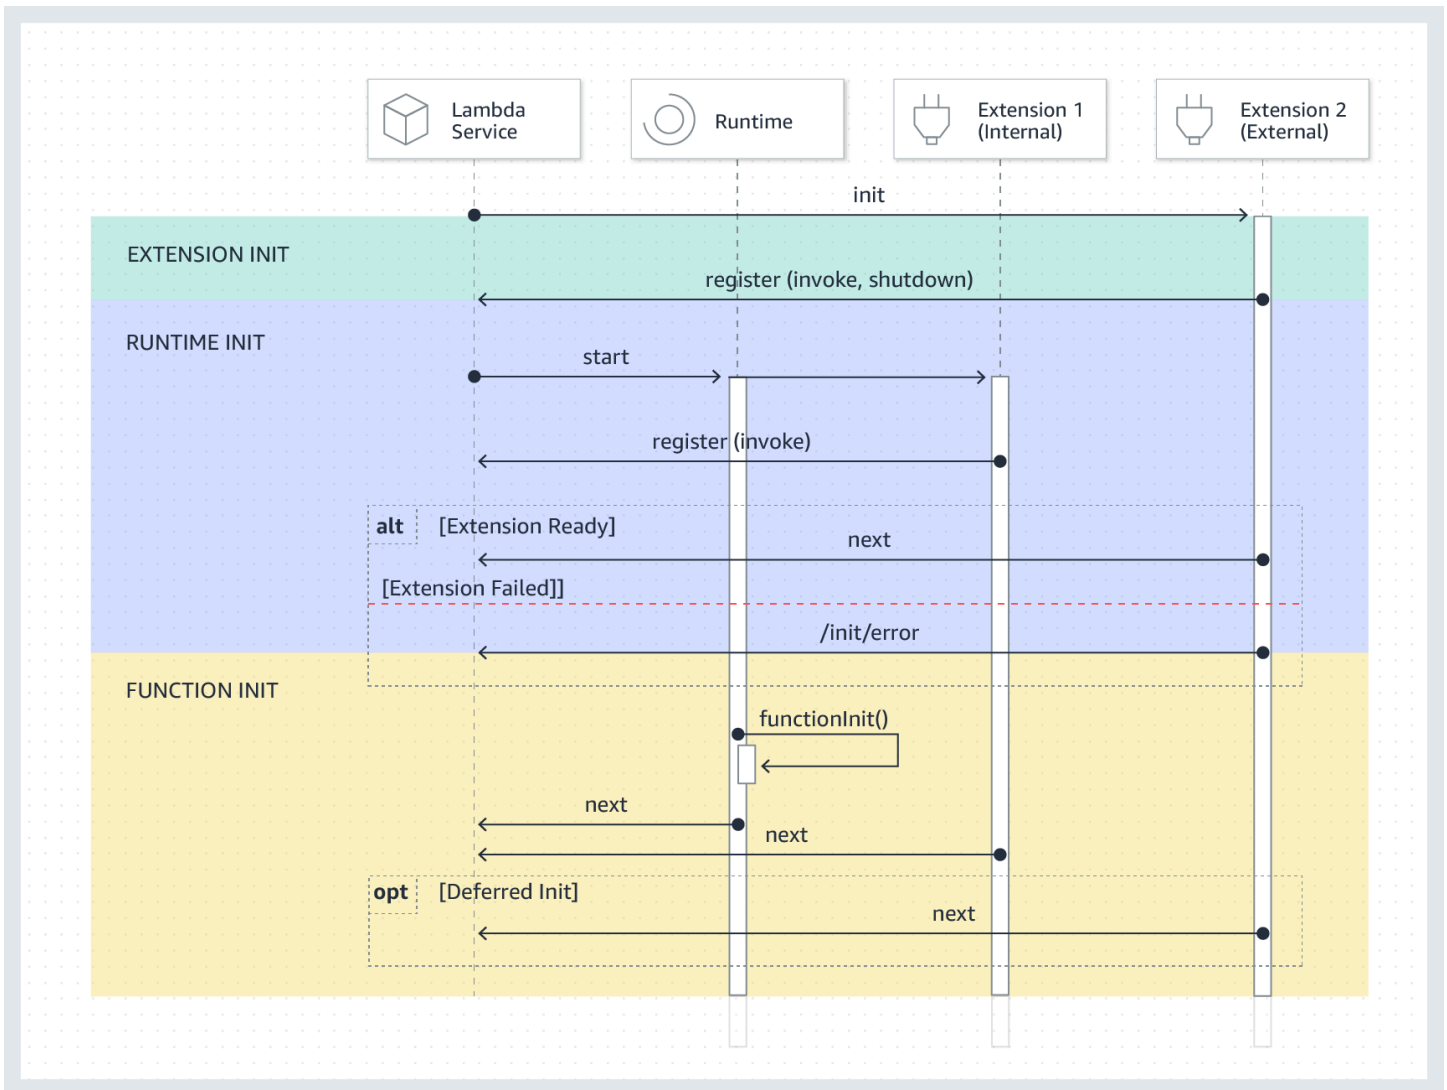 Lambda
Service
Runtime
Extension 1
(Internal)
Extension 2
(External)
init
EXTENSION INIT
register (invoke, shutdown)
RUNTIME INIT
start
register (invoke)
alt [Extension Ready]
next
[Extension Failed]]
/init/error
FUNCTION INIT
functionInit()
next
next
opt [Deferred Init]
next